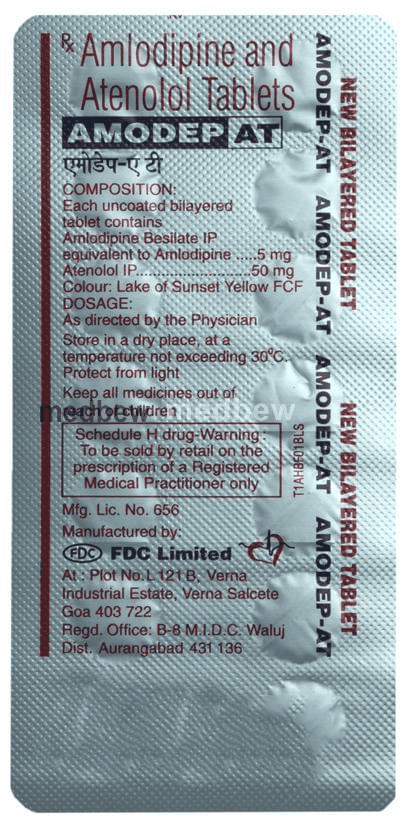 Rx Amlodipine and
Atenolol Tablets
AMODEP AT
एमोडेप-ए टी
COMPOSITION:
Each uncoated bilayered
tablet contains
Amlodipine Besilate IP
equivalent to Amlodipine .....5 mg
Atenolol IP..........................50 mg
Colour: Lake of Sunset Yellow FCF
DOSAGE:
As directed by the Physician
Store in a dry place, at a
temperature not exceeding 30°C.
Protect from light
Keep all medicines out of
reach of children
medbew medbew
Schedule H drug-Warning:
To be sold by retail on the
prescription of a Registered
Medical Practitioner only
Mfg. Lic. No. 656
Manufactured by:
FDC FDC Limited
At : Plot No.L 121 B, Verna
Industrial Estate, Verna Salcete
Goa 403 722
Regd. Office: B-8 M.I.D.C. Waluj
Dist. Aurangabad 431 136
T1AH8501BLS
AMODEP-AT AMODEP-AT AMODEP-AT AMODEP-AT
NEW BILAYERED TABLET NEW BILAYERED TABLET